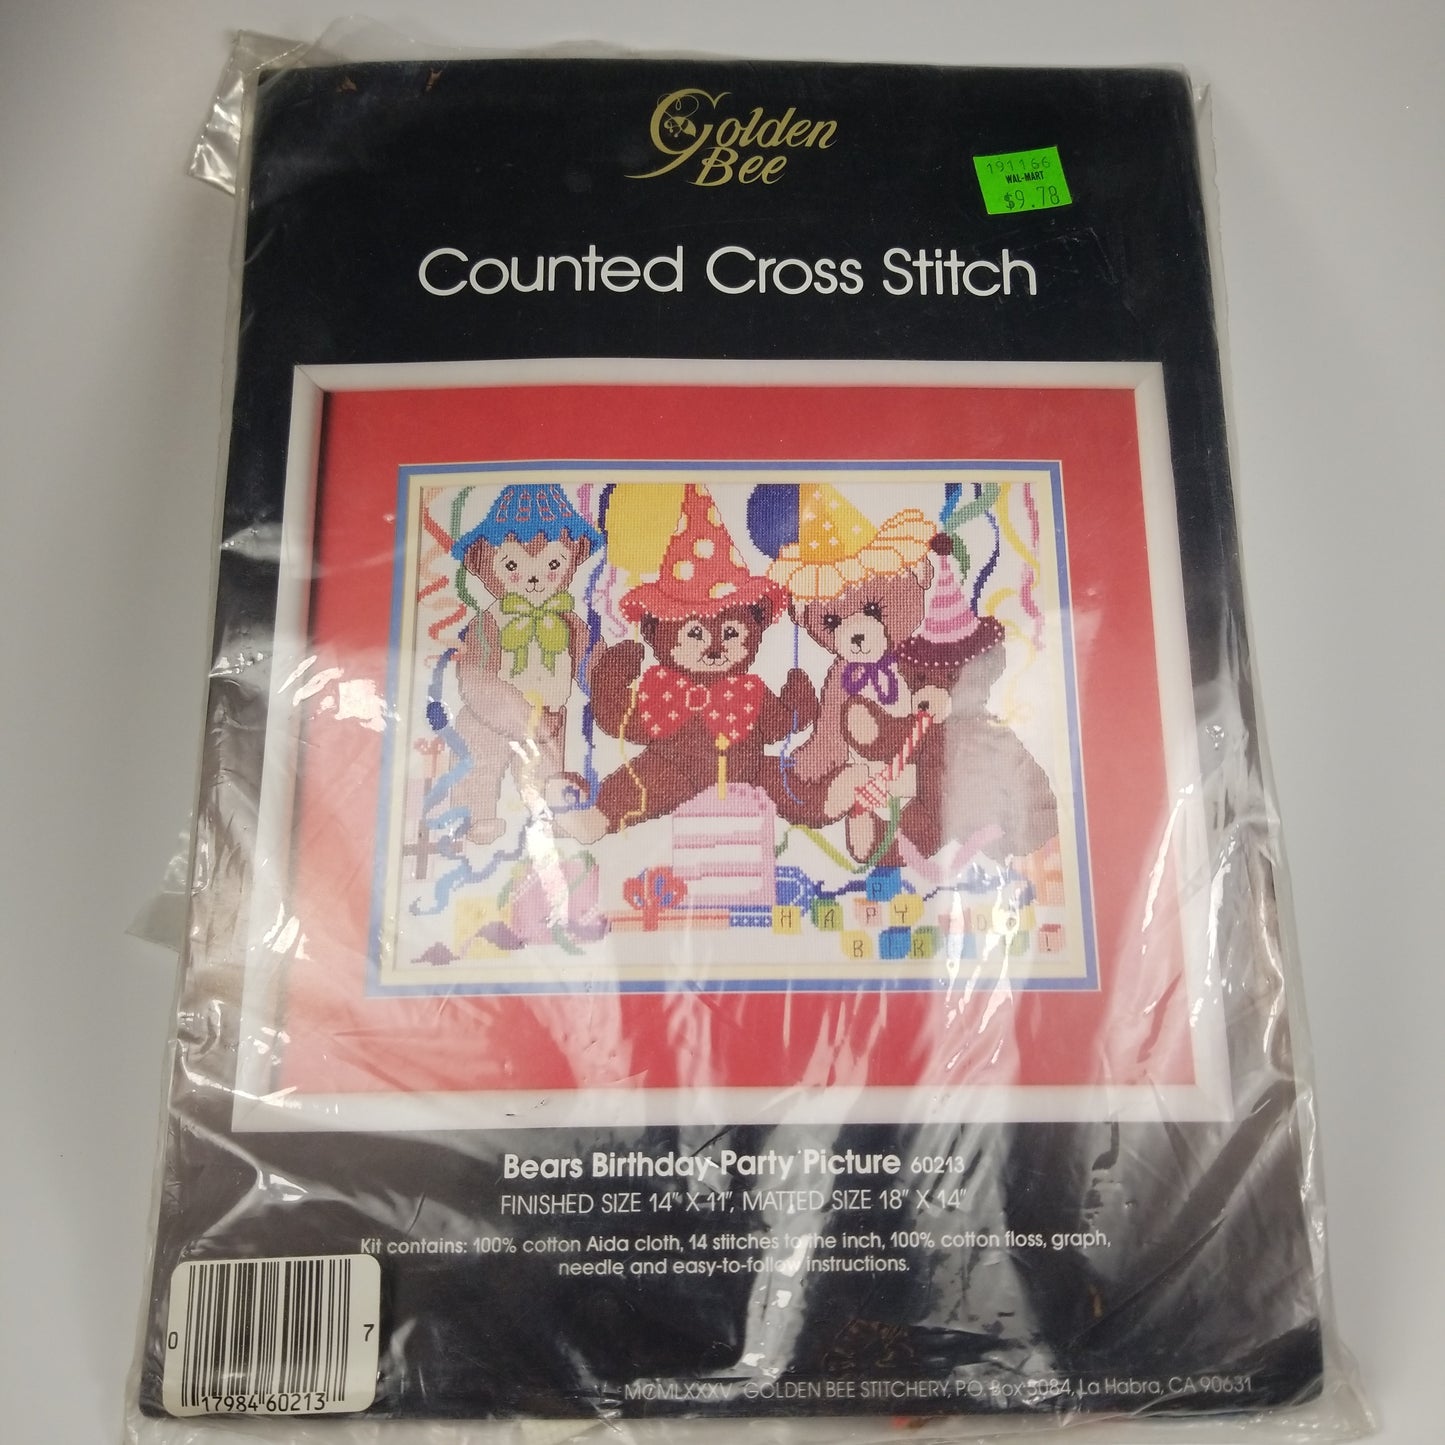 Golden
Bee
191166
WAL-MART
$9.78
Counted Cross Stitch
HAPPY
Bears Birthday Party Picture 60213
FINISHED SIZE 14" X 11", MATTED SIZE 18" X 14"
Kit contains: 100% cotton Aida cloth, 14 stitches to the inch, 100% cotton floss, graph,
needle and easy-to-follow instructions.
0 17984 60213 7
MCMLXXXV GOLDEN BEE STITCHERY, P.O. Box 5084, La Habra, CA 90631